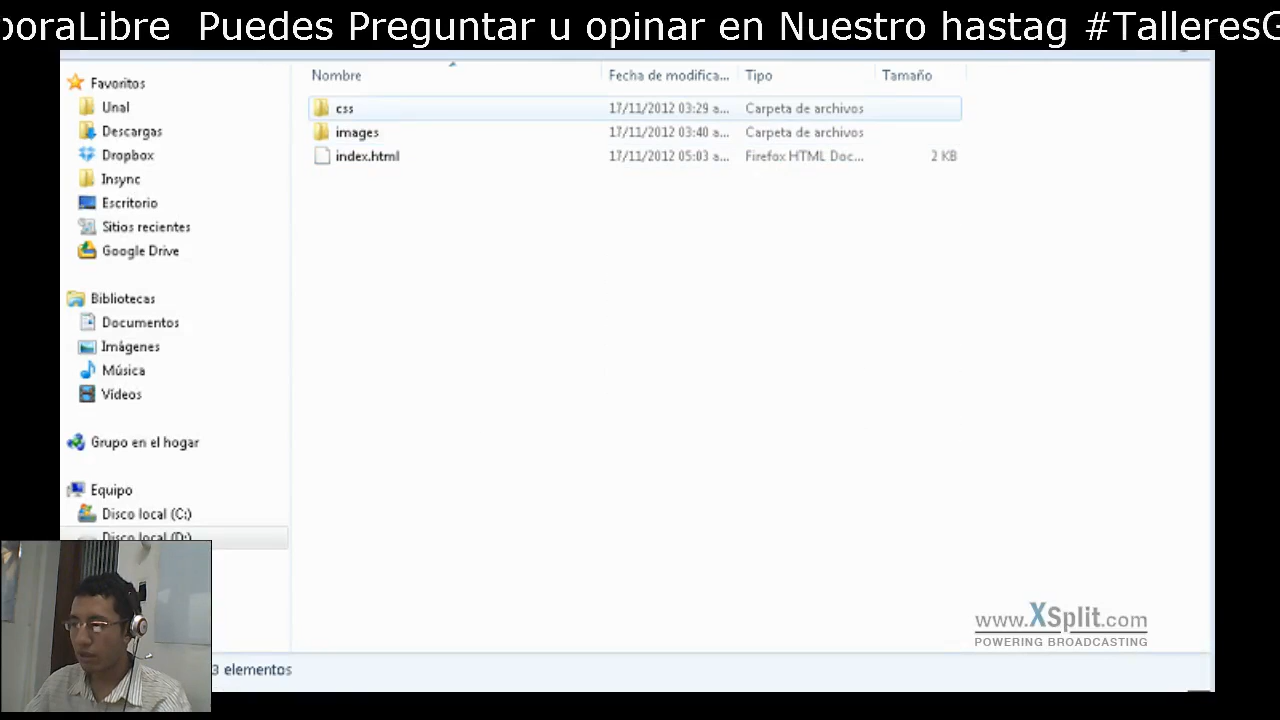 poraLibre Puedes Preguntar u opinar en Nuestro hastag #TalleresG
Nombre Fecha de modifica... Tipo Tamaño
Favoritos
Unal
Descargas
Dropbox
Insync
Escritorio
Sitios recientes
Google Drive
Bibliotecas
Documentos
Imágenes
Música
Vídeos
Grupo en el hogar
Equipo
Disco local (C:)
Disco local (D:)
css 17/11/2012 03:29 a... Carpeta de archivos
images 17/11/2012 03:40 a... Carpeta de archivos
index.html 17/11/2012 05:03 a... Firefox HTML Doc... 2 KB
www.XSplit.com
POWERING BROADCASTING
3 elementos